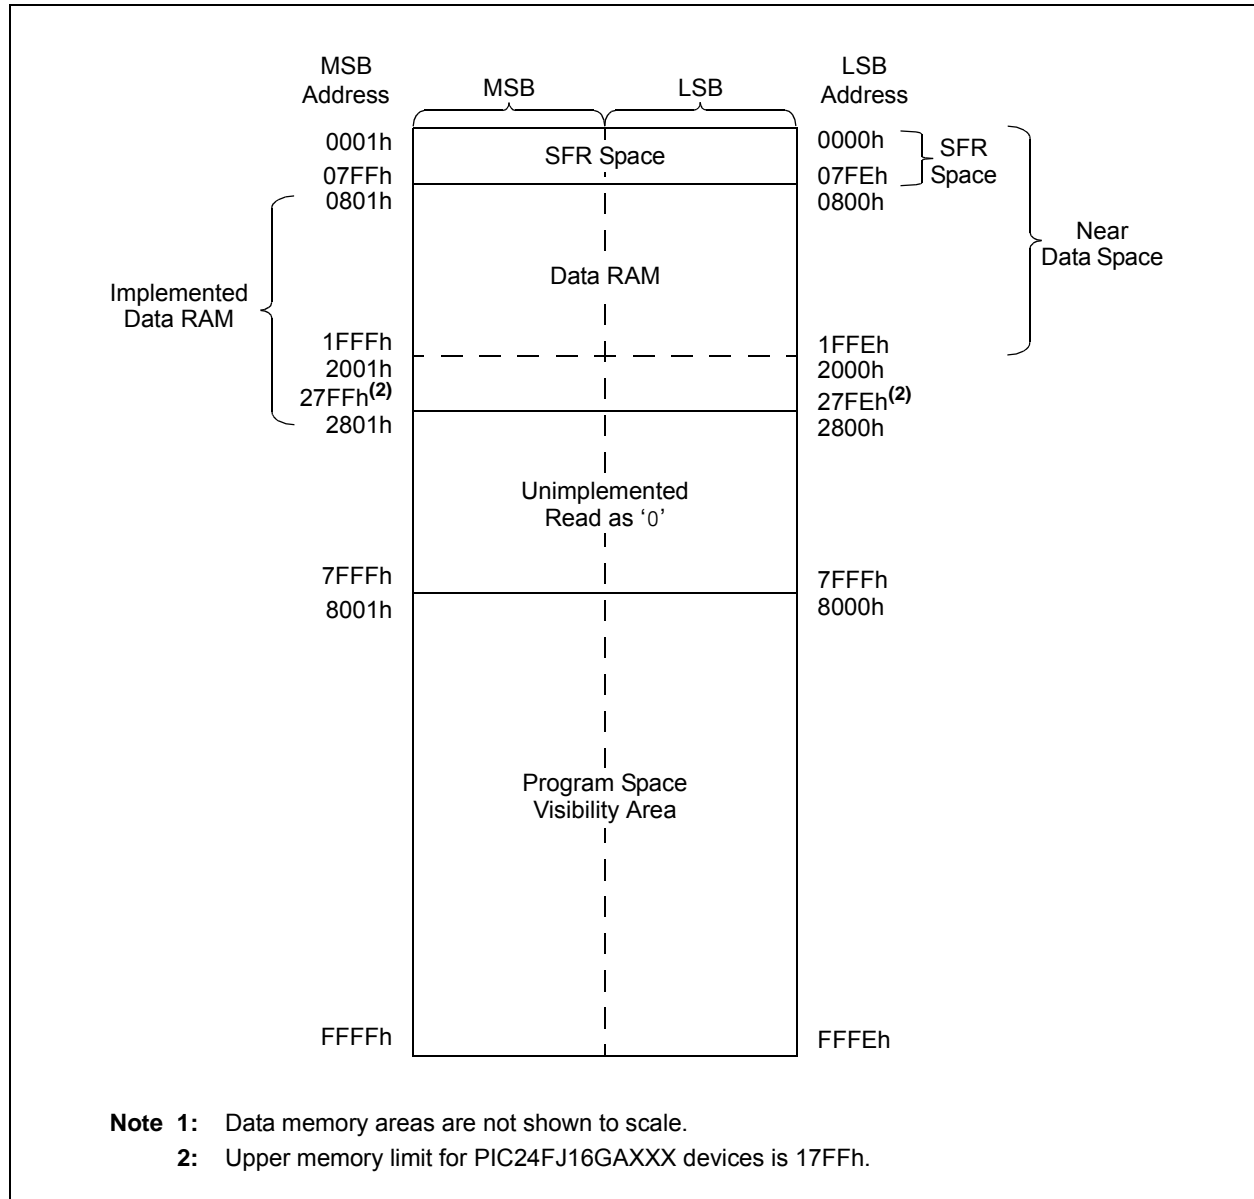 MSB
Address
MSB
LSB
LSB
Address
0001h
SFR Space
0000h
SFR
Space
07FFh
07FEh
0801h
0800h
Near
Data Space
Implemented
Data RAM
Data RAM
1FFFh
1FFEh
2001h
2000h
27FFh(2)
27FEh(2)
2801h
2800h
Unimplemented
Read as ‘0’
7FFFh
7FFFh
8001h
8000h
Program Space
Visibility Area
FFFFh
FFFEh
Note 1: Data memory areas are not shown to scale.
2: Upper memory limit for PIC24FJ16GAXXX devices is 17FFh.